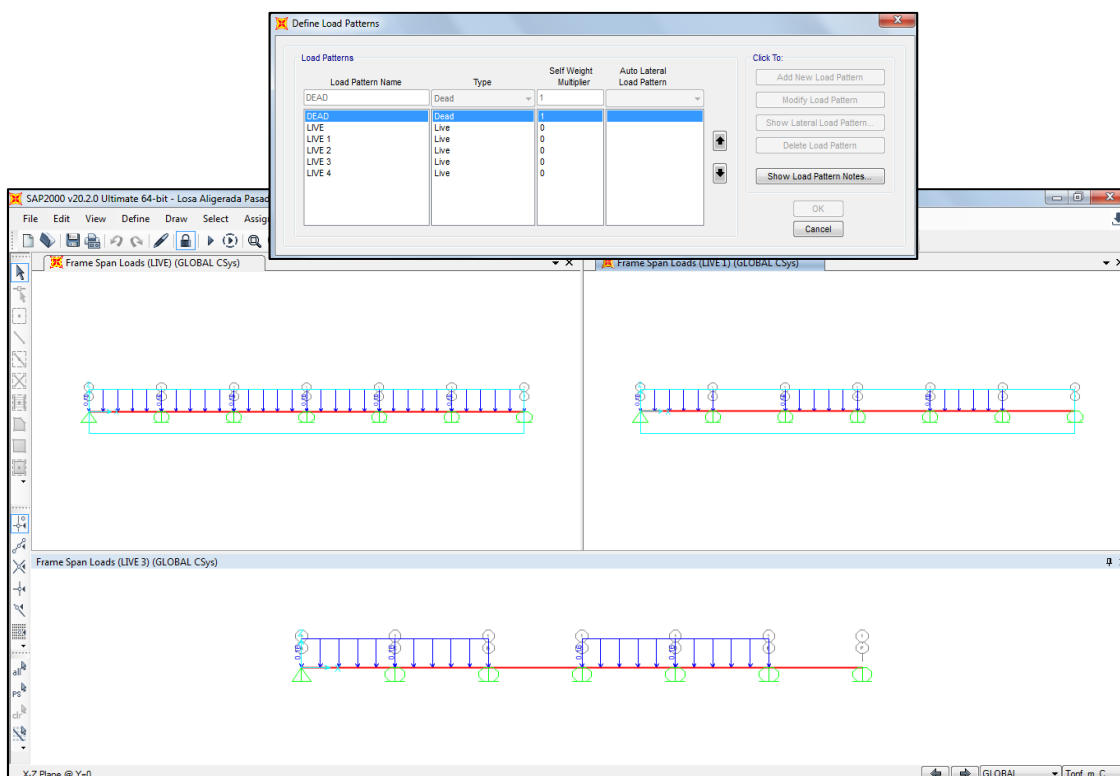 Define Load Patterns
Load Patterns
Click To:
Load Pattern Name
Type
Self Weight
Multiplier
Auto Lateral
Load Pattern
DEAD Dead 1
DEAD Dead 1
LIVE Live 0
LIVE 1 Live 0
LIVE 2 Live 0
LIVE 3 Live 0
LIVE 4 Live 0
Add New Load Pattern
Modify Load Pattern
Show Lateral Load Pattern...
Delete Load Pattern
Show Load Pattern Notes...
OK
Cancel
SAP2000 v20.2.0 Ultimate 64-bit - Losa Aligerada Pasad
File Edit View Define Draw Select Assig
Frame Span Loads (LIVE) (GLOBAL CSys)
Frame Span Loads (LIVE 1) (GLOBAL CSys)
Frame Span Loads (LIVE 3) (GLOBAL CSys)
all
PS
clr
X-Z Plane @ Y=0
GLOBAL
Tonf, m, C